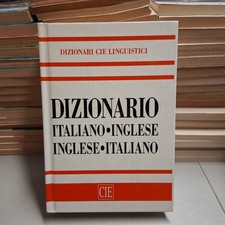 DIZIONARI CIE LINGUISTICI
DIZIONARIO
ITALIANO•INGLESE
INGLESE•ITALIANO
CIE